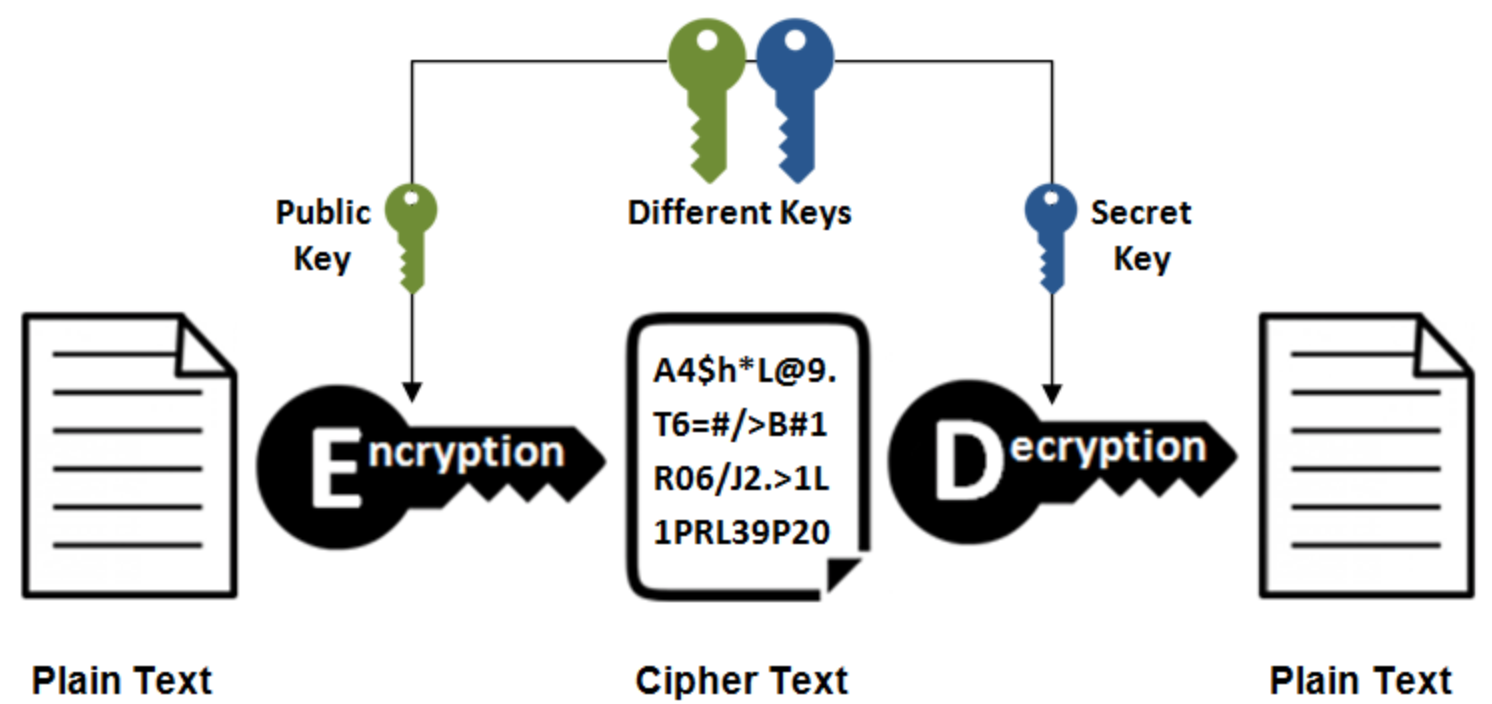 Public
Key
Different Keys
Secret
Key
Encryption
A4$h*L@9.
T6=#/>B#1
R06/J2.>1L
1PRL39P20
Decryption
Plain Text
Cipher Text
Plain Text